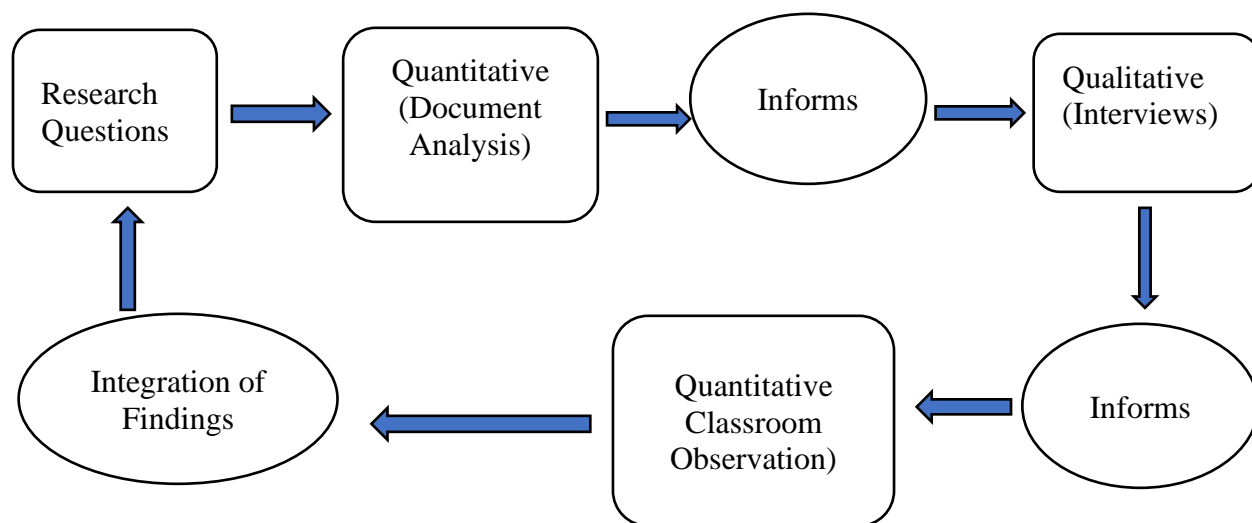 Research
Questions
Quantitative
(Document
Analysis)
Informs
Qualitative
(Interviews)
Informs
Quantitative
Classroom
Observation)
Integration of
Findings